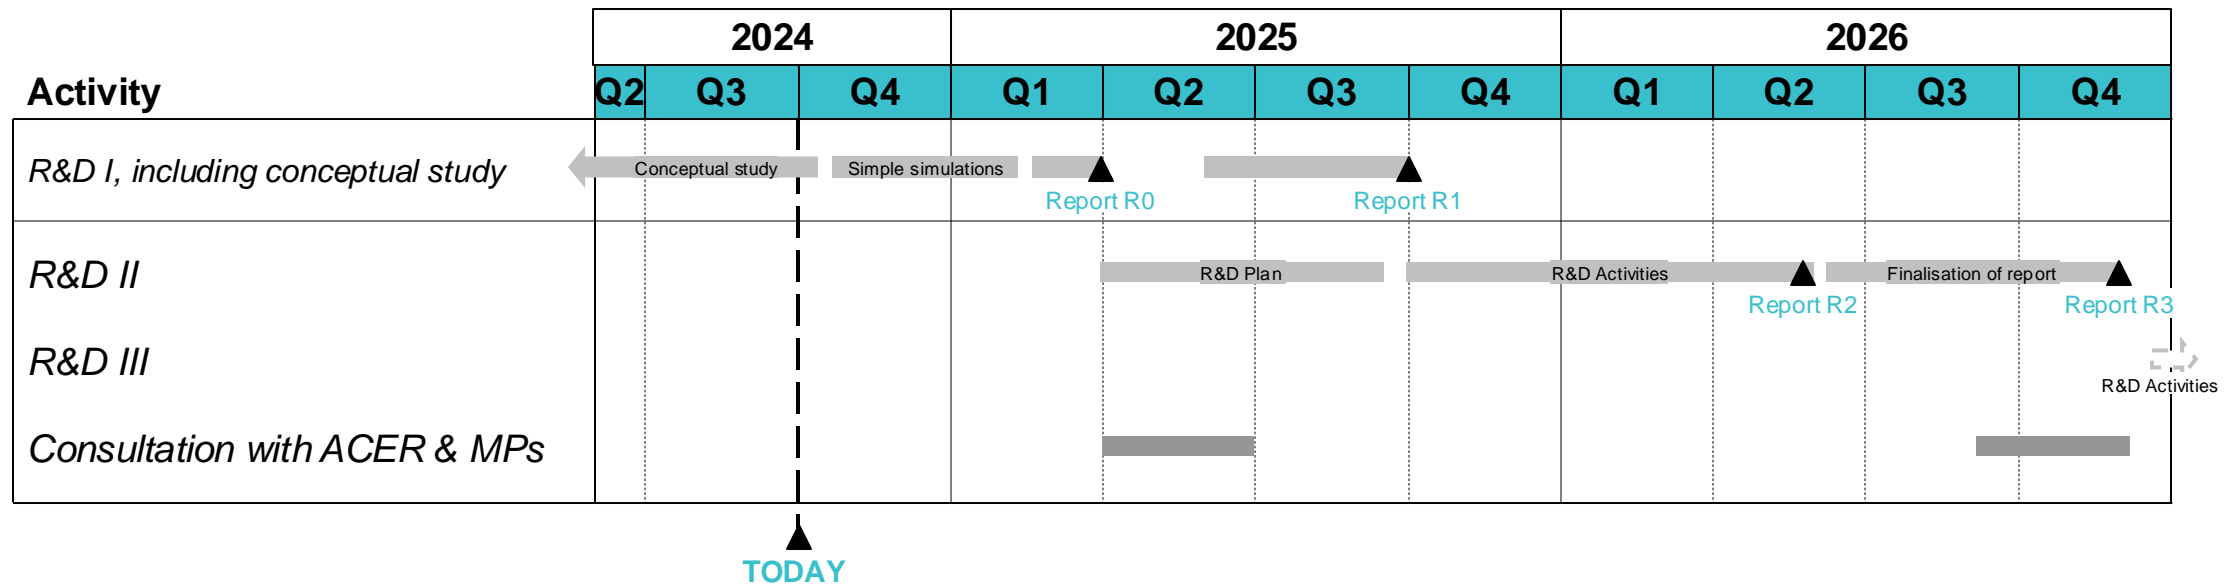 2024 2025 2026
Activity Q2 Q3 Q4 Q1 Q2 Q3 Q4 Q1 Q2 Q3 Q4
R&D I, including conceptual study Conceptual study Simple simulations
Report R0 Report R1
R&D II R&D Plan R&D Activities Finalisation of report
Report R2 Report R3
R&D III
R&D Activities
Consultation with ACER & MPs
TODAY